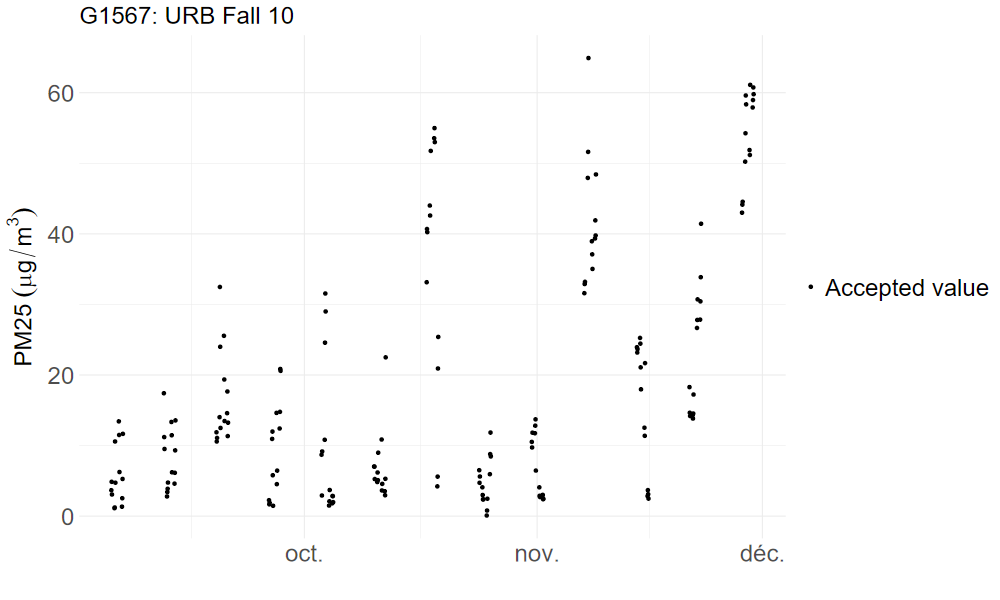 G1567: URB Fall 10
60
40
20
0
PM25 (μg/m³)
oct. nov. déc.
Accepted value